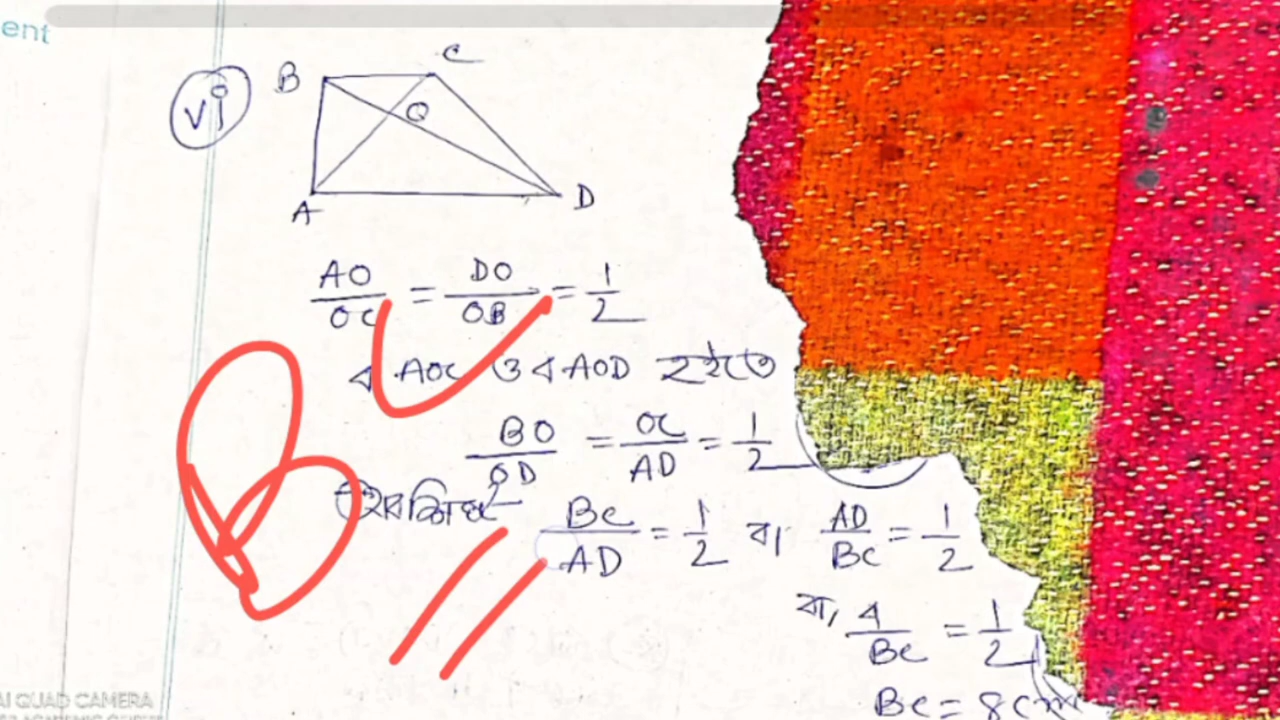 ent
vi
B C
O
A D
AO/OC = DO/OB = 1/2
Δ AOC ও Δ AOD হইতে
BO/OD = OC/AD = 1/2
BC/AD = 1/2 বা AD/BC = 1/2
বা, 4/BC = 1/2
BC = 8cm
AI QUAD CAMERA